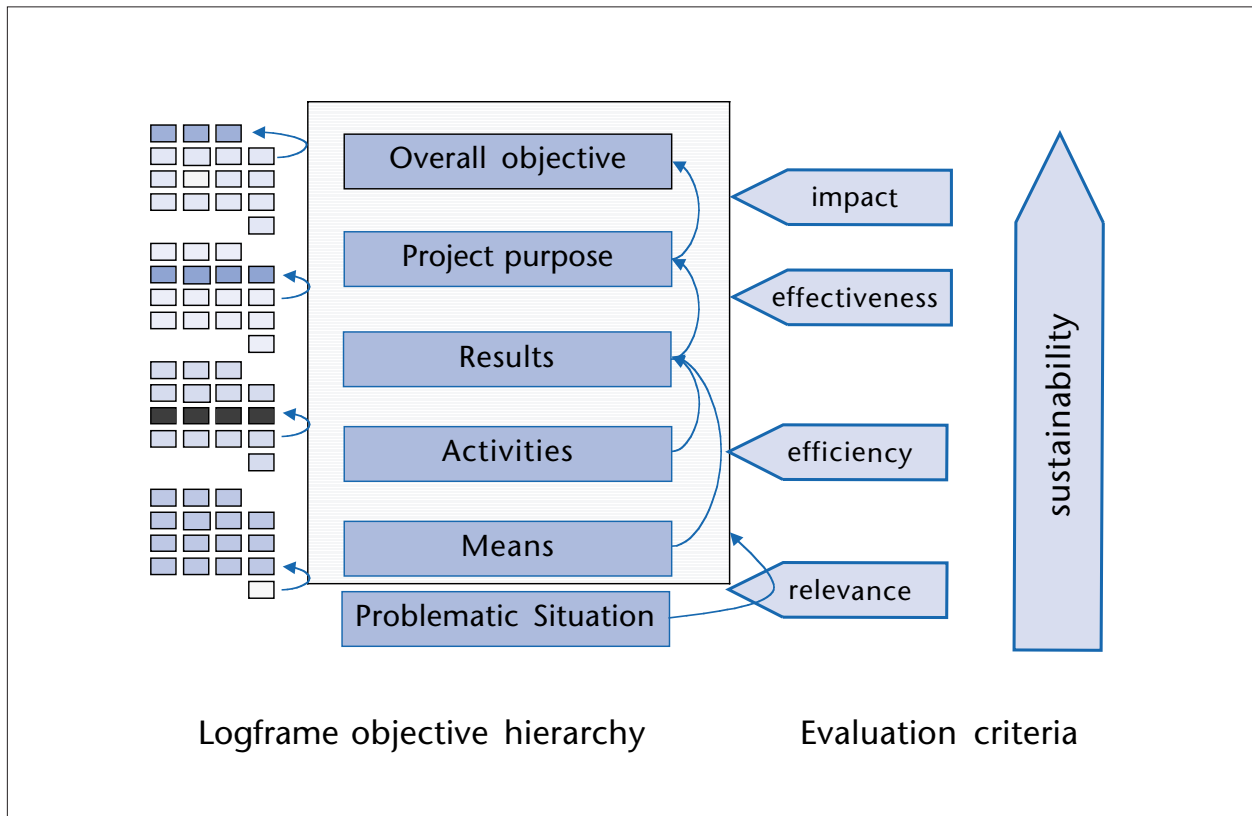 Overall objective
impact
Project purpose
effectiveness
Results
Activities
efficiency
Means
relevance
Problematic Situation
sustainability
Logframe objective hierarchy
Evaluation criteria